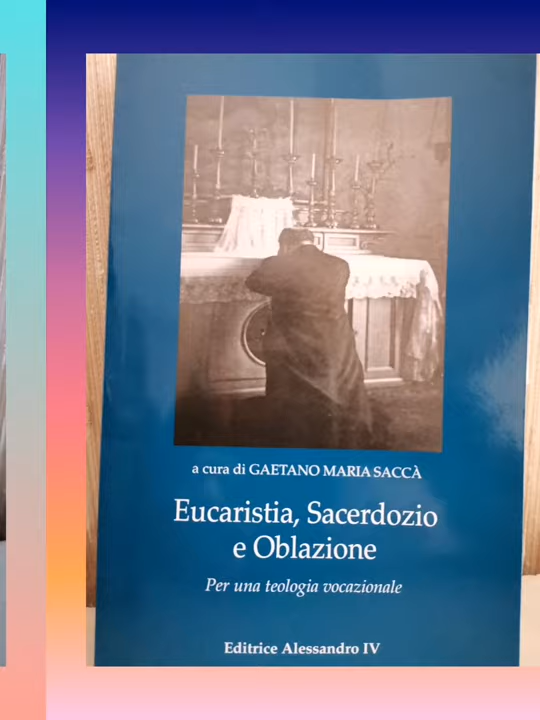 a cura di GAETANO MARIA SACCÀ
Eucaristia, Sacerdozio
e Oblazione
Per una teologia vocazionale
Editrice Alessandro IV